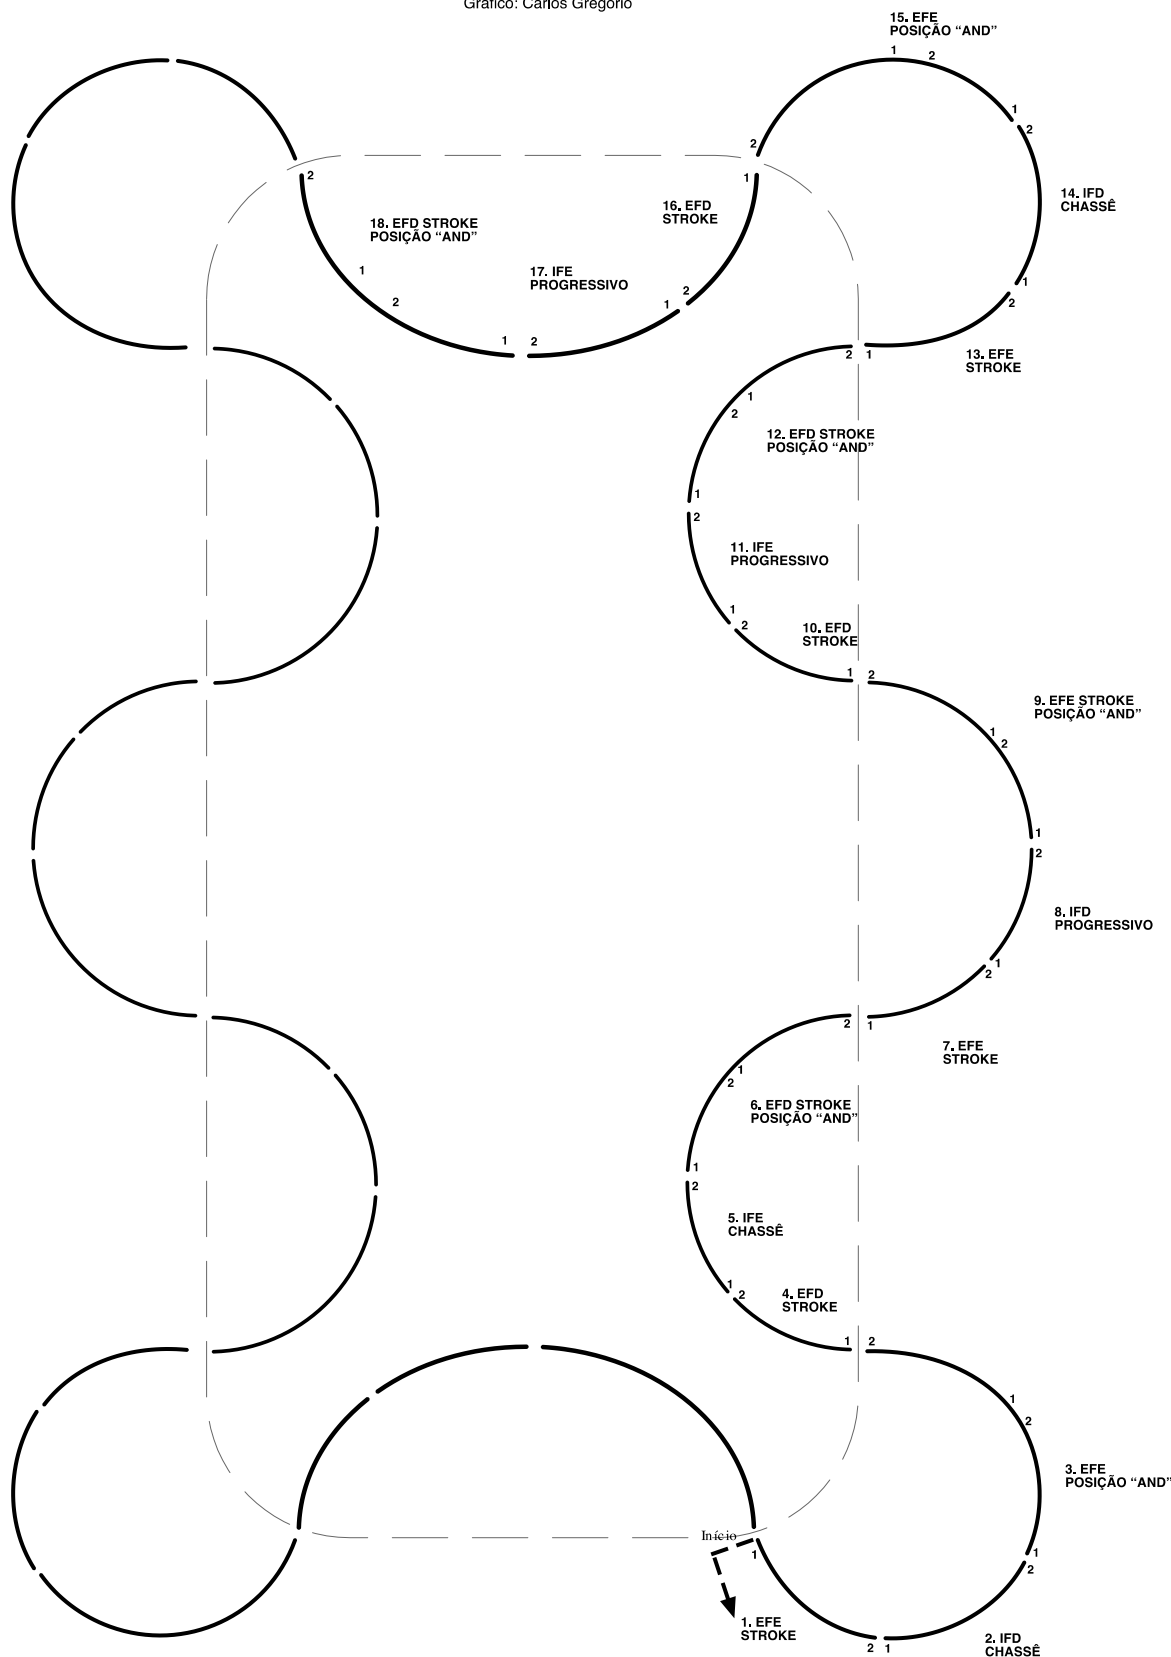 Gráfico: Carlos Gregório
15. EFE
POSIÇÃO “AND”
1 2
1
2
2
1
14. IFD
CHASSÊ
16. EFD
STROKE
2
18. EFD STROKE
POSIÇÃO “AND”
17. IFE
PROGRESSIVO
1
2
1 2
1 2
1
2
13. EFE
STROKE
2 1
1
2
12. EFD STROKE
POSIÇÃO “AND”
1
2
11. IFE
PROGRESSIVO
1
2
10. EFD
STROKE
1 2
9. EFE STROKE
POSIÇÃO “AND”
1
2
1
2
8. IFD
PROGRESSIVO
1
2
2 1
7. EFE
STROKE
1
2
6. EFD STROKE
POSIÇÃO “AND”
1
2
5. IFE
CHASSÊ
1
2
4. EFD
STROKE
1 2
1
2
3. EFE
POSIÇÃO “AND”
1
2
Início
1
1. EFE
STROKE
2 1
2. IFD
CHASSÊ